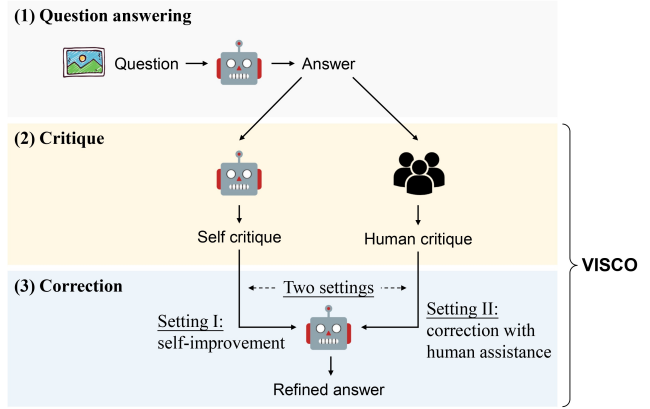 (1) Question answering
Question
Answer
(2) Critique
Self critique
Human critique
VISCO
(3) Correction
Two settings
Setting I:
self-improvement
Setting II:
correction with
human assistance
Refined answer